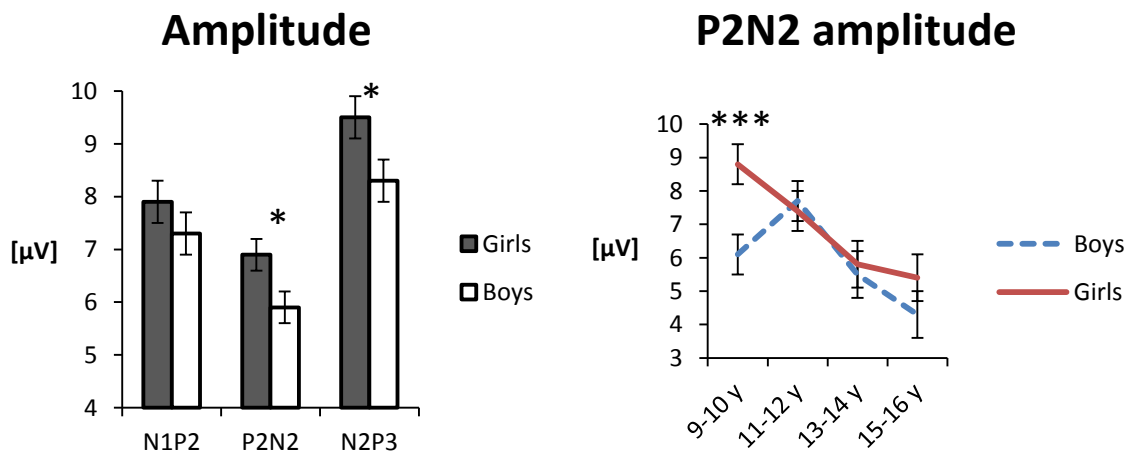 Amplitude
10
9
8
7
6
5
4
[µV]
*
*
N1P2
P2N2
N2P3
Girls
Boys
P2N2 amplitude
10
9
8
7
6
5
4
3
[µV]
***
9-10 y
11-12 y
13-14 y
15-16 y
Boys
Girls